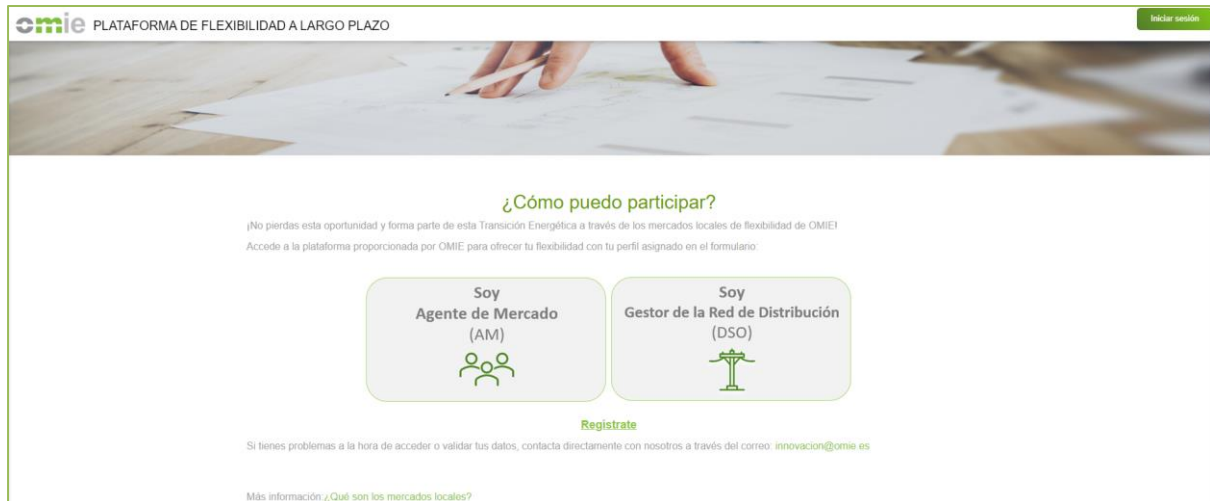 omie PLATAFORMA DE FLEXIBILIDAD A LARGO PLAZO
Iniciar sesión
¿Cómo puedo participar?
¡No pierdas esta oportunidad y forma parte de esta Transición Energética a través de los mercados locales de flexibilidad de OMIE!
Accede a la plataforma proporcionada por OMIE para ofrecer tu flexibilidad con tu perfil asignado en el formulario:
Soy
Agente de Mercado
(AM)
Soy
Gestor de la Red de Distribución
(DSO)
Registrate
Si tienes problemas a la hora de acceder o validar tus datos, contacta directamente con nosotros a través del correo: innovacion@omie.es
Más información:¿Qué son los mercados locales?